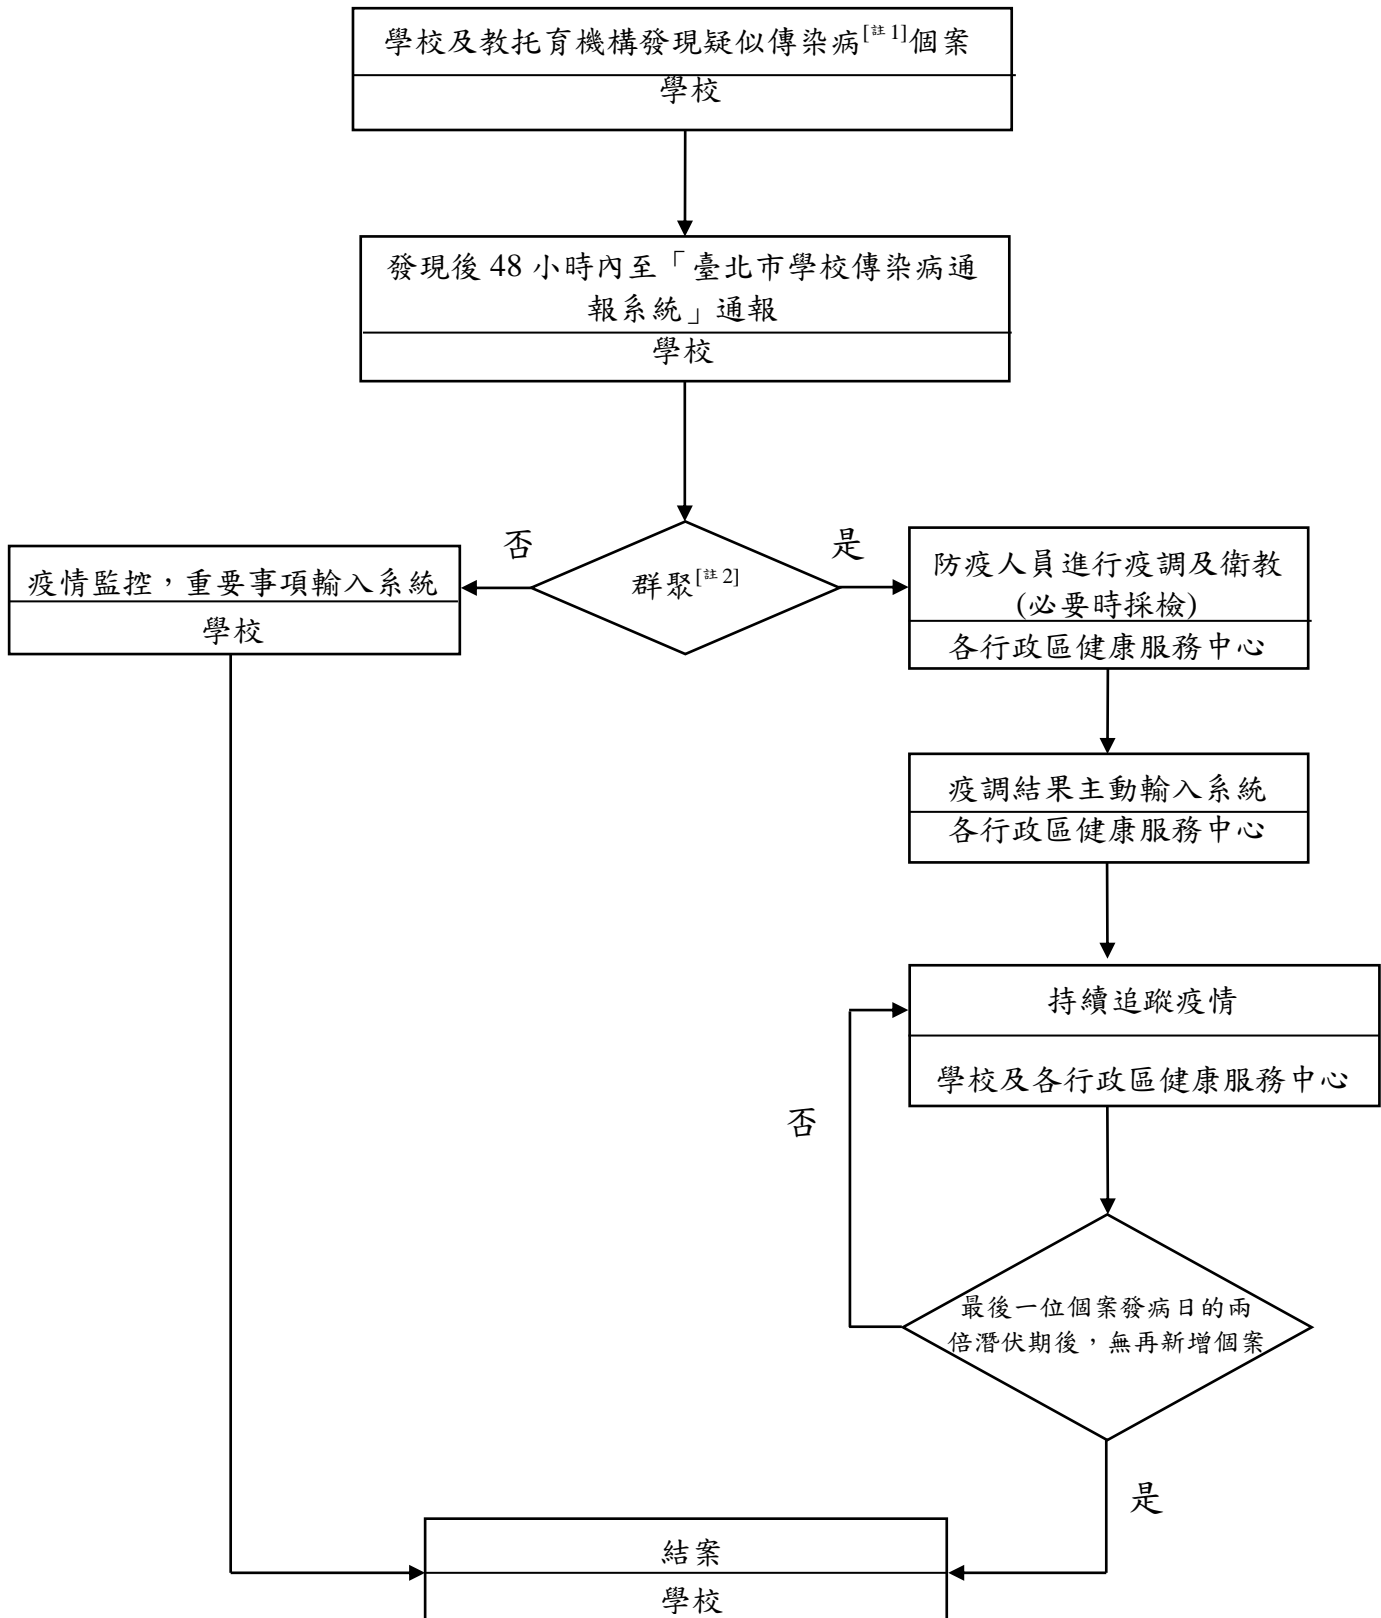 學校及教托育機構發現疑似傳染病[註 1]個案
學校
發現後 48 小時內至「臺北市學校傳染病通
報系統」通報
學校
群聚[註 2]
否
是
疫情監控，重要事項輸入系統
學校
防疫人員進行疫調及衛教
(必要時採檢)
各行政區健康服務中心
疫調結果主動輸入系統
各行政區健康服務中心
持續追蹤疫情
學校及各行政區健康服務中心
否
最後一位個案發病日的兩
倍潛伏期後，無再新增個案
是
結案
學校